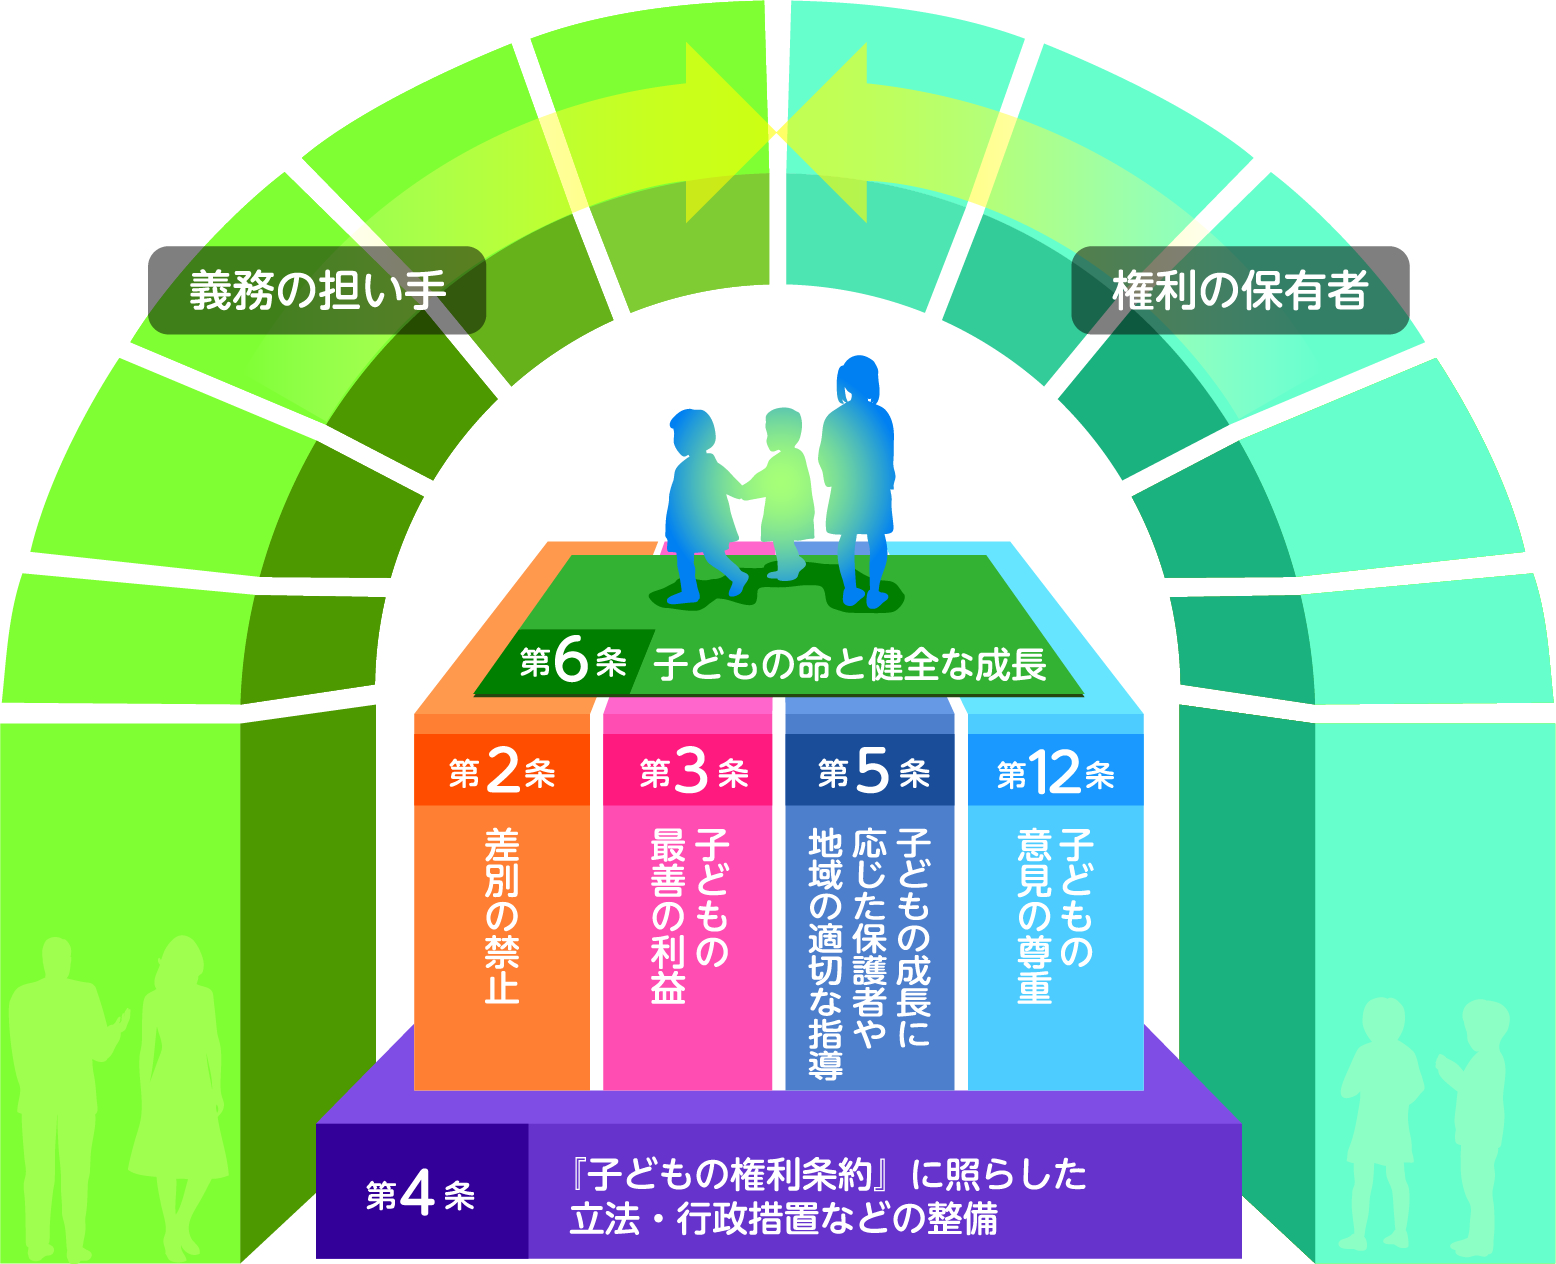 義務の担い手
権利の保有者
第6条 子どもの命と健全な成長
第2条
差別の禁止
第3条
子どもの
最善の利益
第5条
子どもの成長に
応じた保護者や
地域の適切な指導
第12条
子どもの
意見の尊重
第4条
『子どもの権利条約』に照らした
立法・行政措置などの整備